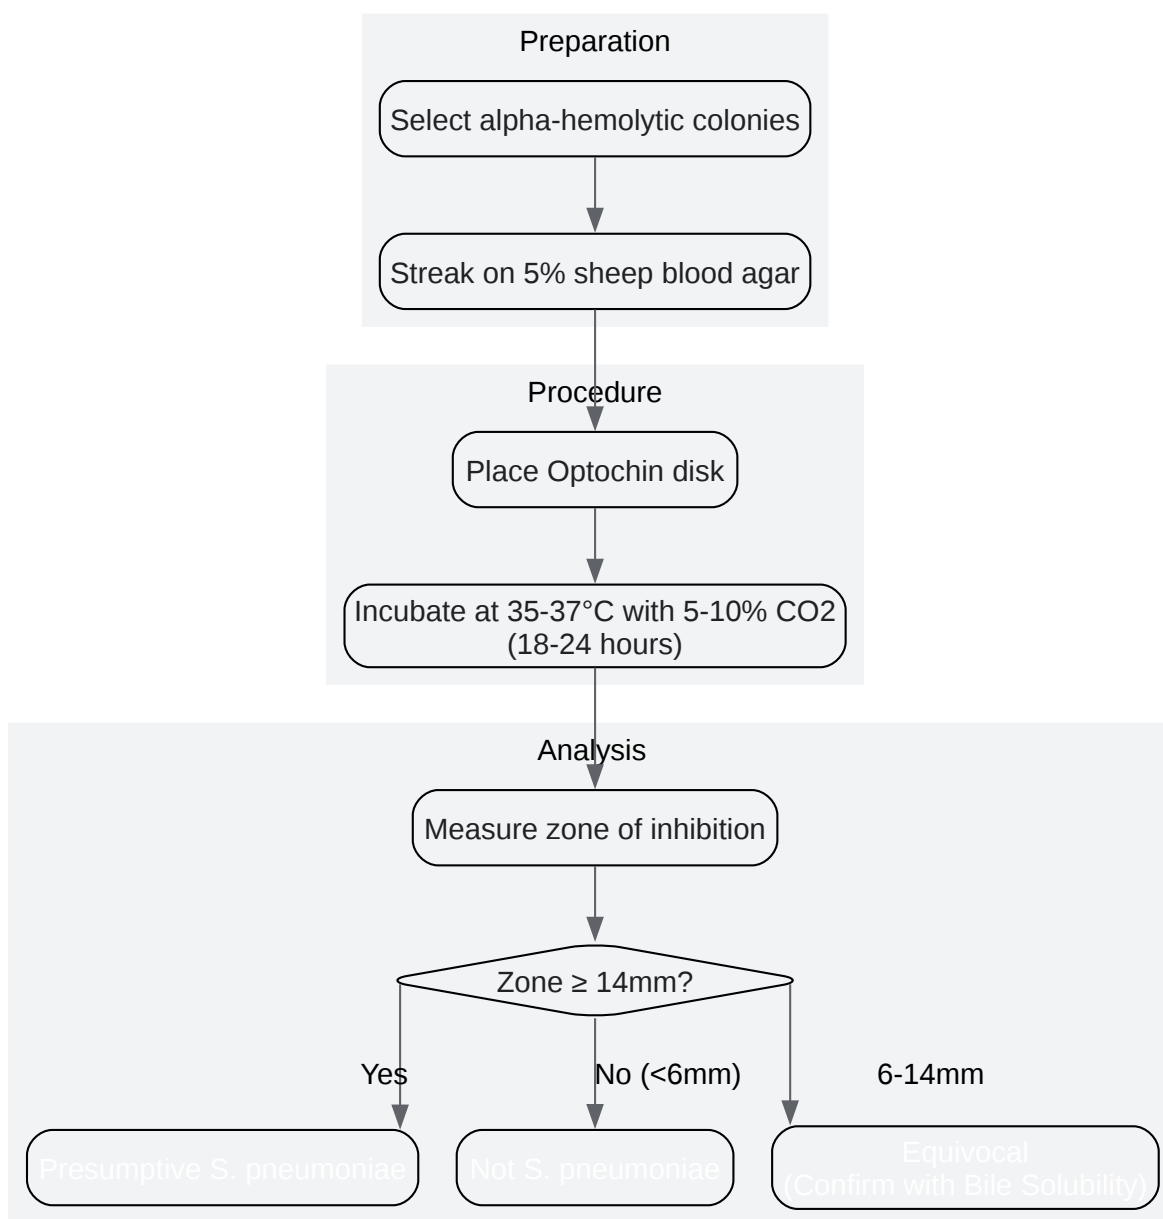 Preparation
Select alpha-hemolytic colonies
Streak on 5% sheep blood agar
Procedure
Place Optochin disk
Incubate at 35-37°C with 5-10% CO2
(18-24 hours)
Analysis
Measure zone of inhibition
Zone ≥ 14mm?
Yes
No (<6mm)
6-14mm
Presumptive S. pneumoniae
Not S. pneumoniae
Equivocal
(Confirm with Bile Solubility)